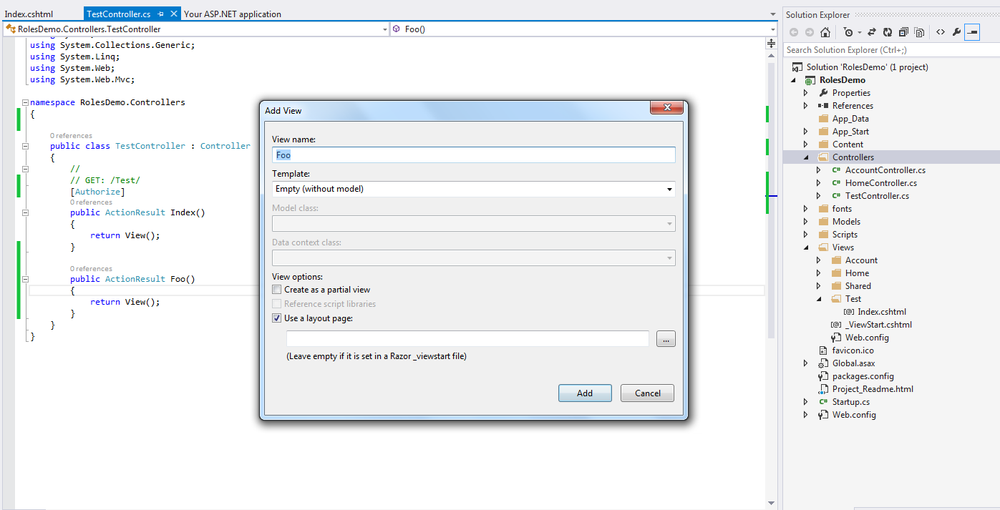 Index.cshtml
TestController.cs
Your ASP.NET application
RolesDemo.Controllers.TestController
Foo()
using System.Collections.Generic;
using System.Linq;
using System.Web;
using System.Web.Mvc;
namespace RolesDemo.Controllers
{
0 references
public class TestController : Controller
{
//
// GET: /Test/
[Authorize]
0 references
public ActionResult Index()
{
return View();
}
0 references
public ActionResult Foo()
{
return View();
}
}
}
Add View
View name:
Foo
Template:
Empty (without model)
Model class:
Data context class:
View options:
Create as a partial view
Reference script libraries
Use a layout page:
...
(Leave empty if it is set in a Razor _viewstart file)
Add
Cancel
Solution Explorer
Search Solution Explorer (Ctrl+;)
Solution 'RolesDemo' (1 project)
RolesDemo
Properties
References
App_Data
App_Start
Content
Controllers
C# AccountController.cs
C# HomeController.cs
C# TestController.cs
fonts
Models
Scripts
Views
Account
Home
Shared
Test
[@] Index.cshtml
[@] _ViewStart.cshtml
Web.config
favicon.ico
Global.asax
packages.config
Project_Readme.html
C# Startup.cs
Web.config